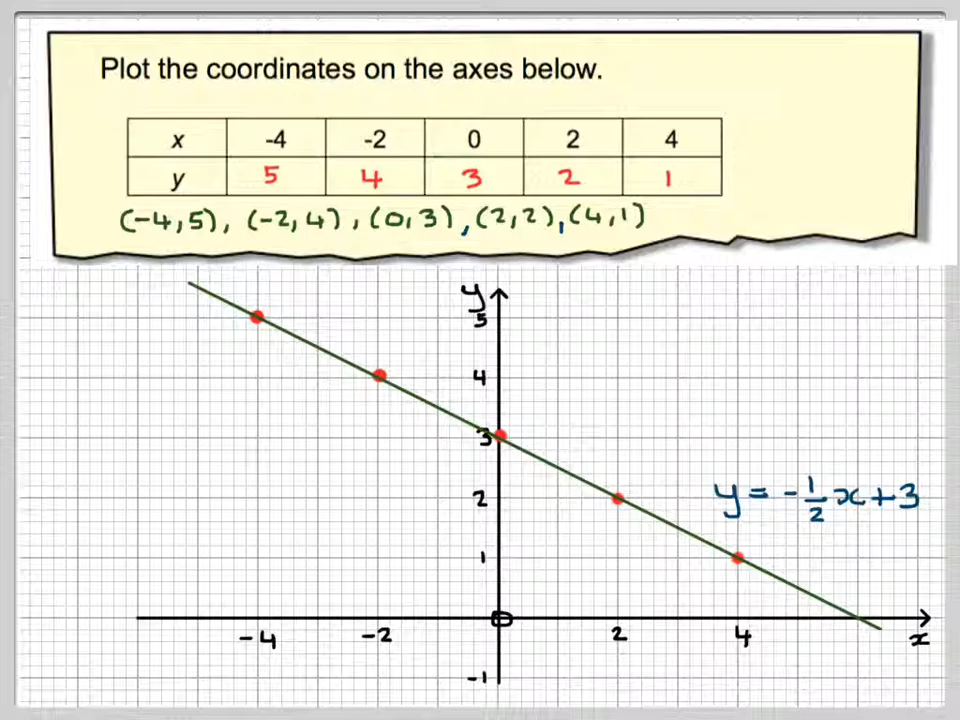 Plot the coordinates on the axes below.
x -4 -2 0 2 4
y 5 4 3 2 1
(-4,5), (-2,4), (0,3), (2,2), (4,1)
y
5
4
3
2
y = -1/2 x + 3
1
0
-4 -2 2 4 x
-1